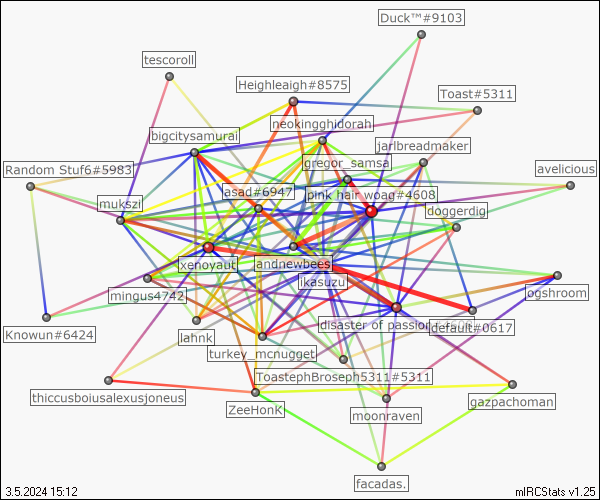 Duck™#9103
tescoroll
Heighleaigh#8575
Toast#5311
neokingghidorah
bigcitysamurai
jarlbreadmaker
gregor_samsa
Random Stuf6#5983
avelicious
asad#6947
pink hair woag#4608
mukszi
doggerdig
xenoyaut
andnewbees
ogshroom
likasuzu
mingus4742
Knowun#6424
lahnk
disaster of passion
default#0617
turkey_mcnugget
ToastephBroseph5311#5311
thiccusboiusalexusjoneus
ZeeHonK
moonraven
gazpachoman
facadas.
3.5.2024 15:12
mIRCStats v1.25